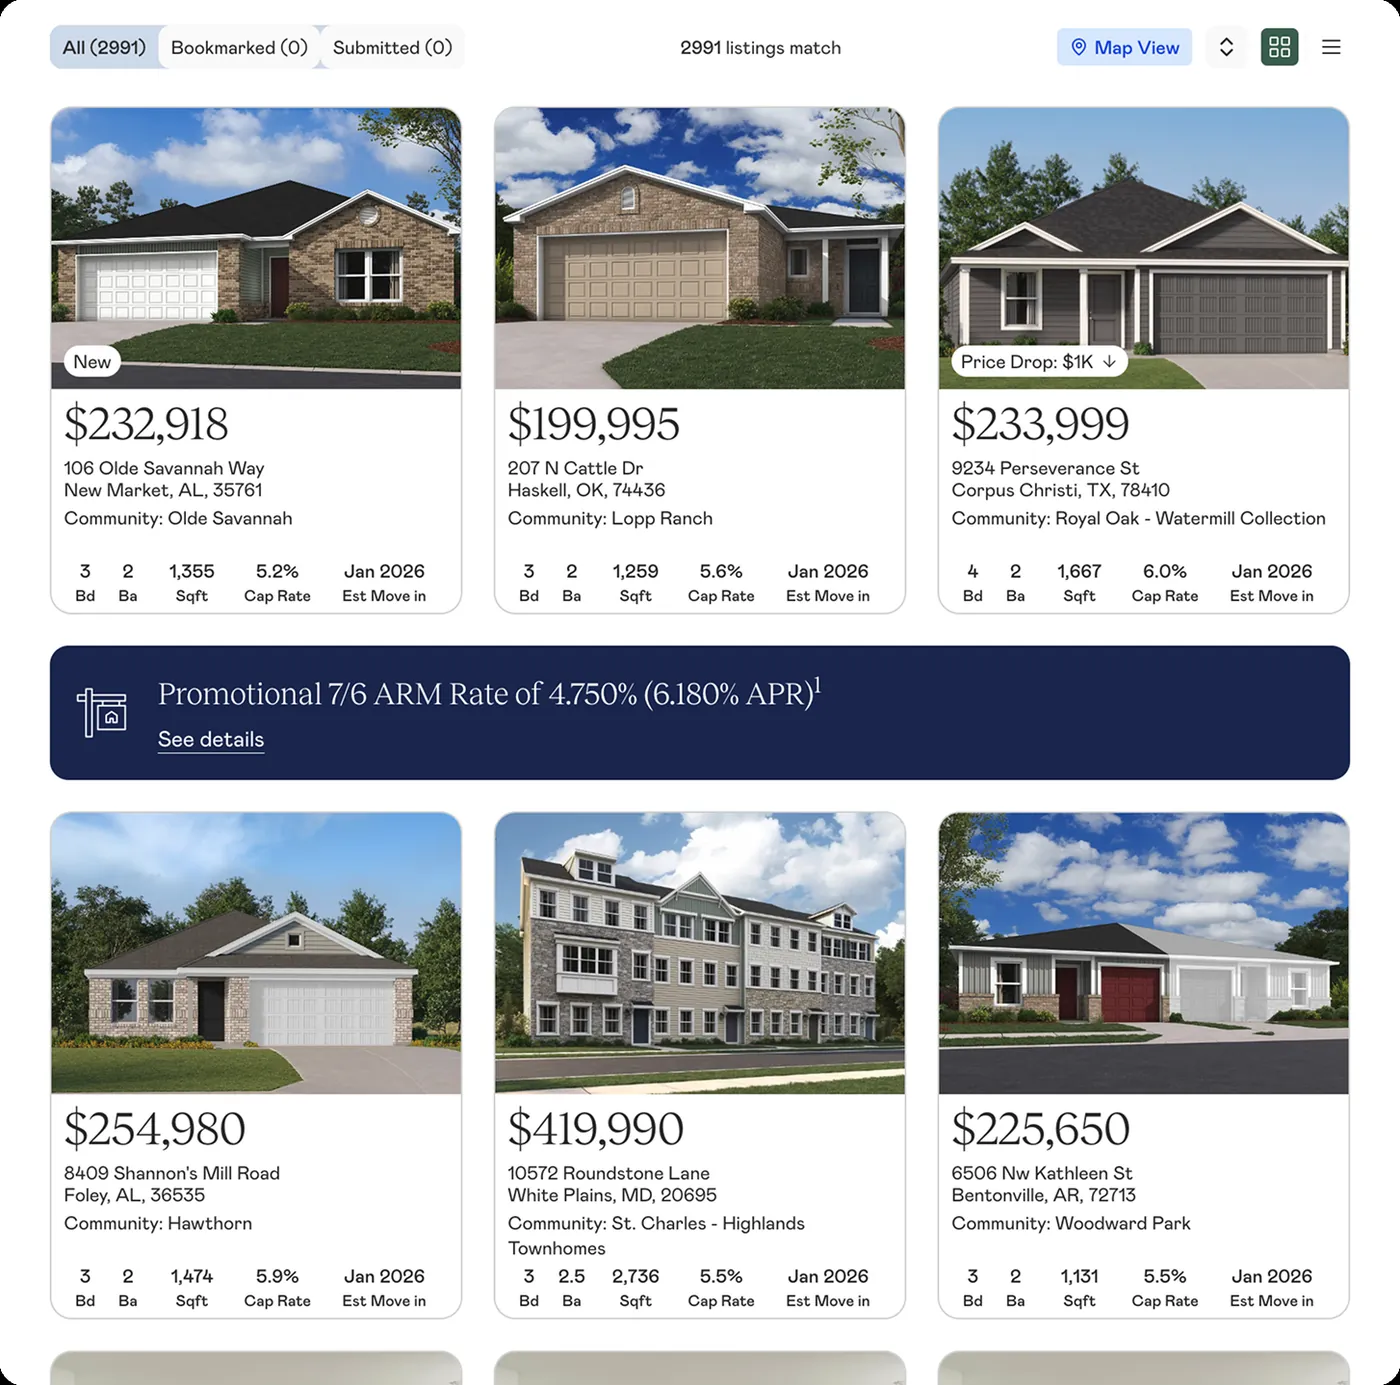 All (2991) Bookmarked (0) Submitted (0) 2991 listings match Map View
New
$232,918
106 Olde Savannah Way
New Market, AL, 35761
Community: Olde Savannah
3 2 1,355 5.2% Jan 2026
Bd Ba Sqft Cap Rate Est Move in
$199,995
207 N Cattle Dr
Haskell, OK, 74436
Community: Lopp Ranch
3 2 1,259 5.6% Jan 2026
Bd Ba Sqft Cap Rate Est Move in
Price Drop: $1K ↓
$233,999
9234 Perseverance St
Corpus Christi, TX, 78410
Community: Royal Oak - Watermill Collection
4 2 1,667 6.0% Jan 2026
Bd Ba Sqft Cap Rate Est Move in
Promotional 7/6 ARM Rate of 4.750% (6.180% APR)¹
See details
$254,980
8409 Shannon's Mill Road
Foley, AL, 36535
Community: Hawthorn
3 2 1,474 5.9% Jan 2026
Bd Ba Sqft Cap Rate Est Move in
$419,990
10572 Roundstone Lane
White Plains, MD, 20695
Community: St. Charles - Highlands
Townhomes
3 2.5 2,736 5.5% Jan 2026
Bd Ba Sqft Cap Rate Est Move in
$225,650
6506 Nw Kathleen St
Bentonville, AR, 72713
Community: Woodward Park
3 2 1,131 5.5% Jan 2026
Bd Ba Sqft Cap Rate Est Move in